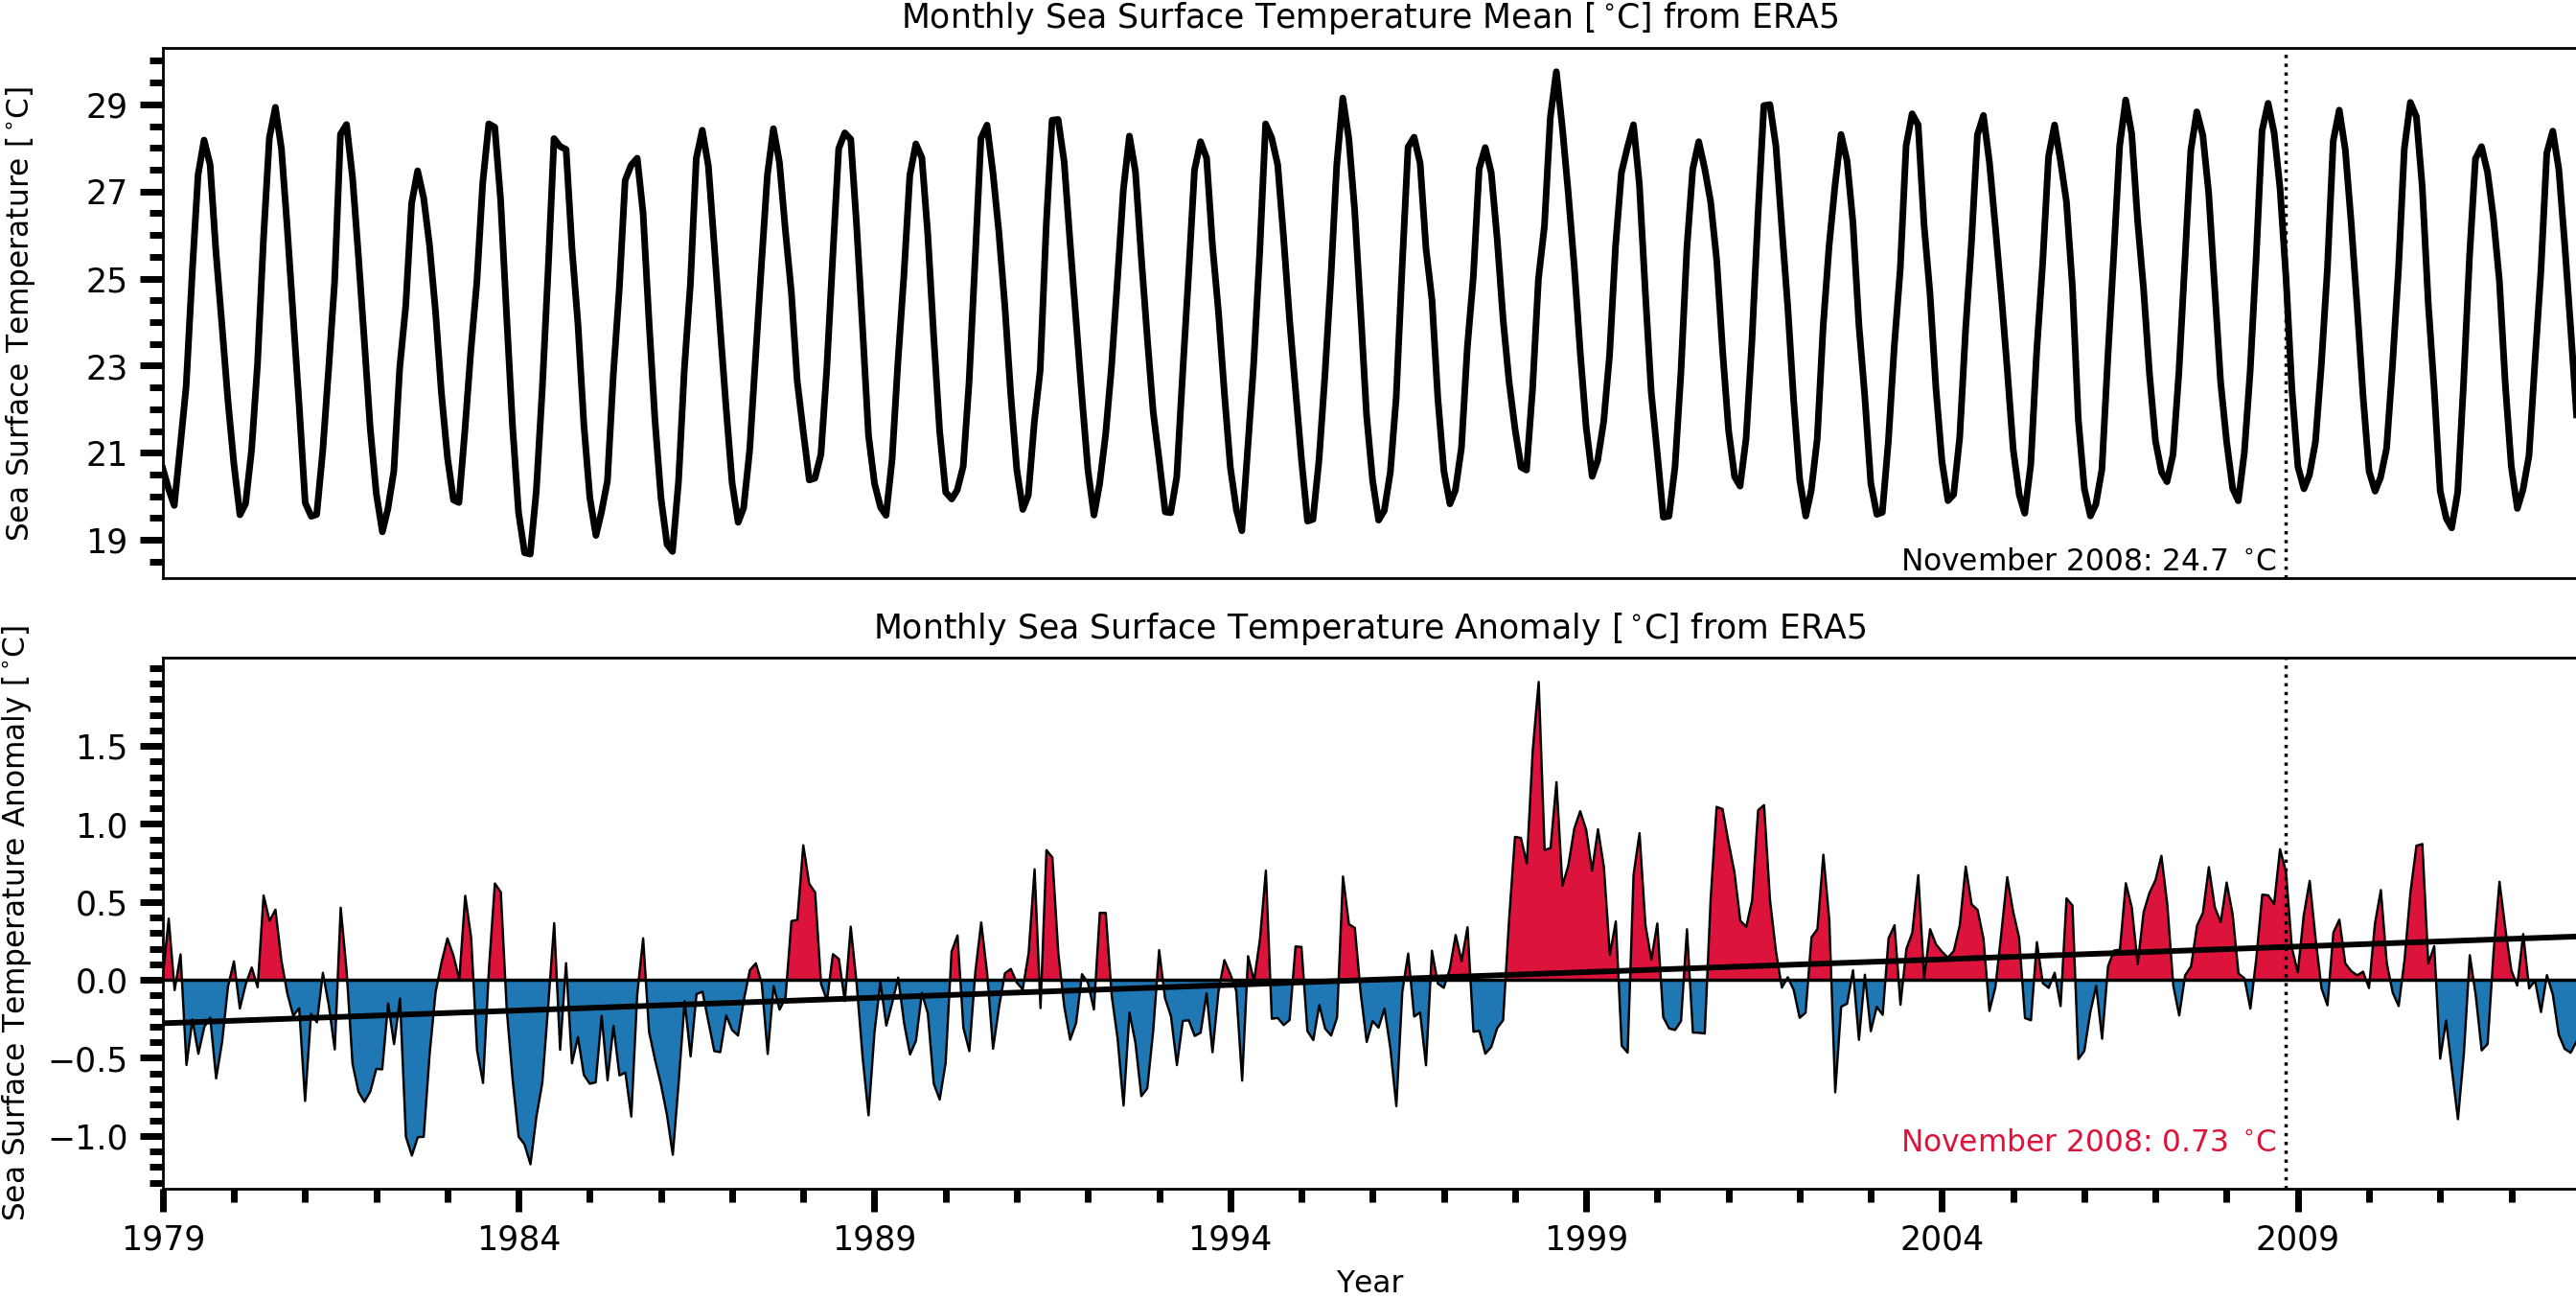 Monthly Sea Surface Temperature Mean [°C] from ERA5
Sea Surface Temperature [°C]
29
27
25
23
21
19
November 2008: 24.7 °C
Monthly Sea Surface Temperature Anomaly [°C] from ERA5
Sea Surface Temperature Anomaly [°C]
1.5
1.0
0.5
0.0
−0.5
−1.0
November 2008: 0.73 °C
1979 1984 1989 1994 1999 2004 2009
Year